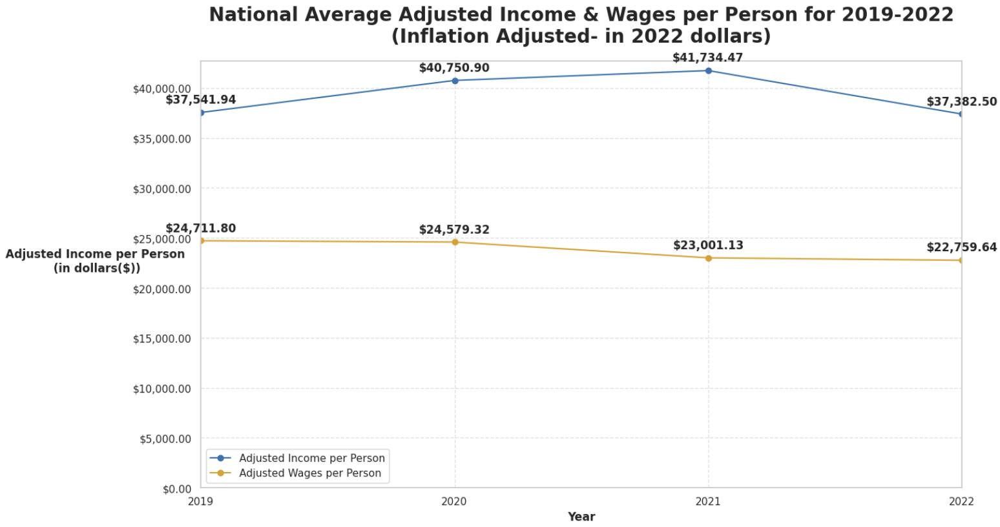 National Average Adjusted Income & Wages per Person for 2019-2022
(Inflation Adjusted- in 2022 dollars)
$41,734.47
$40,750.90
$40,000.00
$37,541.94
$37,382.50
$35,000.00
$30,000.00
$24,711.80
$24,579.32
$25,000.00
$23,001.13
$22,759.64
Adjusted Income per Person
(in dollars($))
$20,000.00
$15,000.00
$10,000.00
$5,000.00
Adjusted Income per Person
Adjusted Wages per Person
$0.00
2019 2020 2021 2022
Year